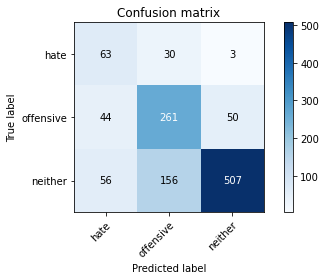 Confusion matrix
True label
hate 63 30 3
offensive 44 261 50
neither 56 156 507
hate offensive neither
Predicted label
500
400
300
200
100